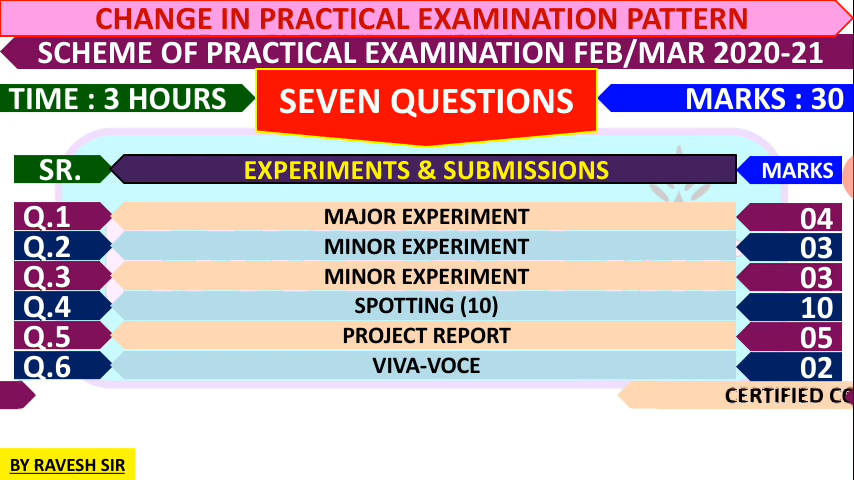 CHANGE IN PRACTICAL EXAMINATION PATTERN
SCHEME OF PRACTICAL EXAMINATION FEB/MAR 2020-21
TIME : 3 HOURS SEVEN QUESTIONS MARKS : 30
SR. EXPERIMENTS & SUBMISSIONS MARKS
Q.1 MAJOR EXPERIMENT 04
Q.2 MINOR EXPERIMENT 03
Q.3 MINOR EXPERIMENT 03
Q.4 SPOTTING (10) 10
Q.5 PROJECT REPORT 05
Q.6 VIVA-VOCE 02
CERTIFIED
BY RAVESH SIR